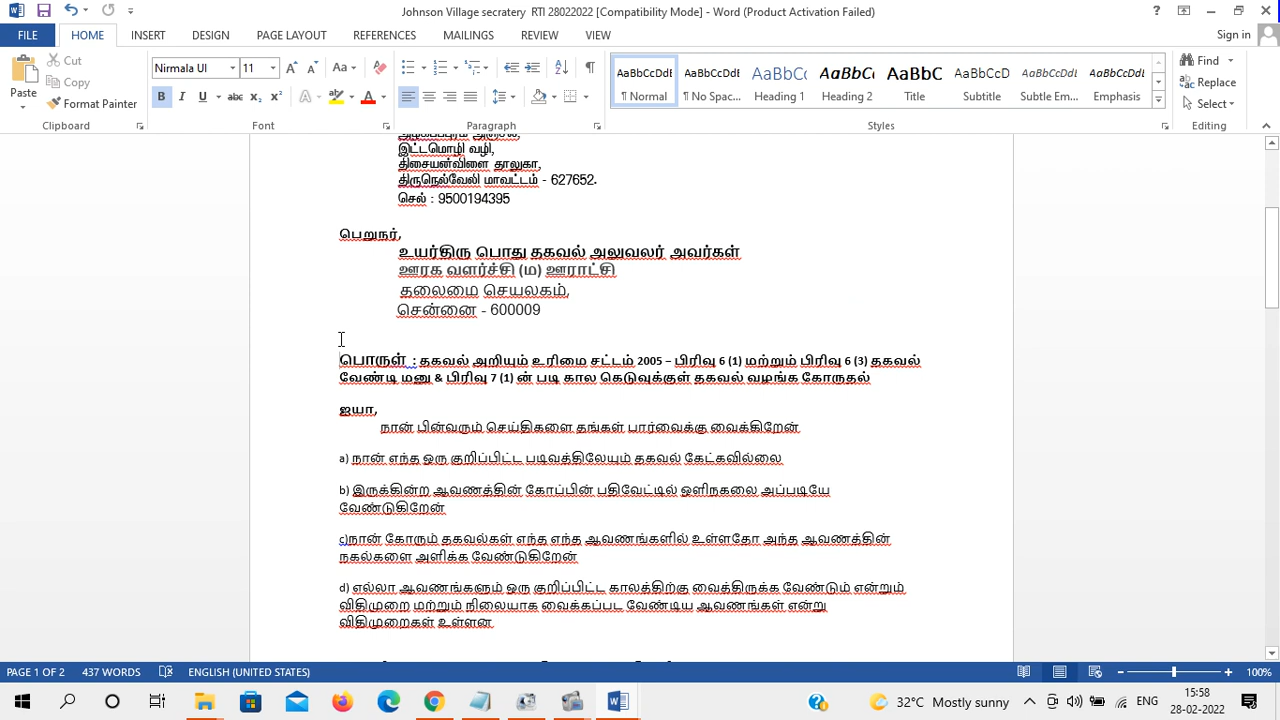 Johnson Village secratery RTI 28022022 [Compatibility Mode] - Word (Product Activation Failed)
FILE HOME INSERT DESIGN PAGE LAYOUT REFERENCES MAILINGS REVIEW VIEW Sign in
Cut
Copy
Format Painter
Paste
Nirmala UI 11
AaBbCcDdE AaBbCcDdE AaBbCc AaBbCc AaBbC AaBbCcD AaBbCcDdE AaBbCcDdE
¶ Normal ¶ No Spac... Heading 1 Heading 2 Title Subtitle Subtle Em... Emphasis
Find
Replace
Select
Clipboard Font Paragraph Styles Editing
இட்டமொழி வழி,
திசையன்விளை தாலுகா,
திருநெல்வேலி மாவட்டம் - 627652.
செல் : 9500194395
பெறுநர்,
உயர்திரு பொது தகவல் அலுவலர் அவர்கள்
ஊரக வளர்ச்சி (ம) ஊராட்சி
தலைமை செயலகம்,
சென்னை - 600009
பொருள் : தகவல் அறியும் உரிமை சட்டம் 2005 – பிரிவு 6 (1) மற்றும் பிரிவு 6 (3) தகவல்
வேண்டி மனு & பிரிவு 7 (1) ன் படி கால கெடுவுக்குள் தகவல் வழங்க கோருதல்
ஐயா,
நான் பின்வரும் செய்திகளை தங்கள் பார்வைக்கு வைக்கிறேன்
a) நான் எந்த ஒரு குறிப்பிட்ட படிவத்திலேயும் தகவல் கேட்கவில்லை
b) இருக்கின்ற ஆவணத்தின் கோப்பின் பதிவேட்டில் ஒளிநகலை அப்படியே
வேண்டுகிறேன்
c)நான் கோரும் தகவல்கள் எந்த எந்த ஆவணங்களில் உள்ளதோ அந்த ஆவணத்தின்
நகல்களை அளிக்க வேண்டுகிறேன்
d) எல்லா ஆவணங்களும் ஒரு குறிப்பிட்ட காலத்திற்கு வைத்திருக்க வேண்டும் என்றும்
விதிமுறை மற்றும் நிலையாக வைக்கப்பட வேண்டிய ஆவணங்கள் என்று
விதிமுறைகள் உள்ளன
PAGE 1 OF 2 437 WORDS ENGLISH (UNITED STATES) 100%
32°C Mostly sunny ENG 15:58
28-02-2022